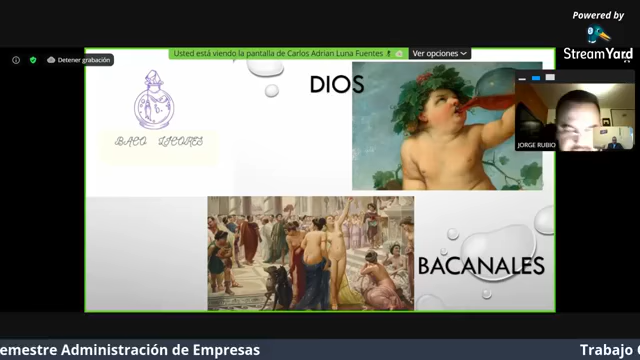 Powered by
StreamYard
Detener grabación
Usted está viendo la pantalla de Carlos Adrian Luna Fuentes
Ver opciones
DIOS
BACO LICORES
JORGE RUBIO
BACANALES
emestre Administración de Empresas
Trabajo